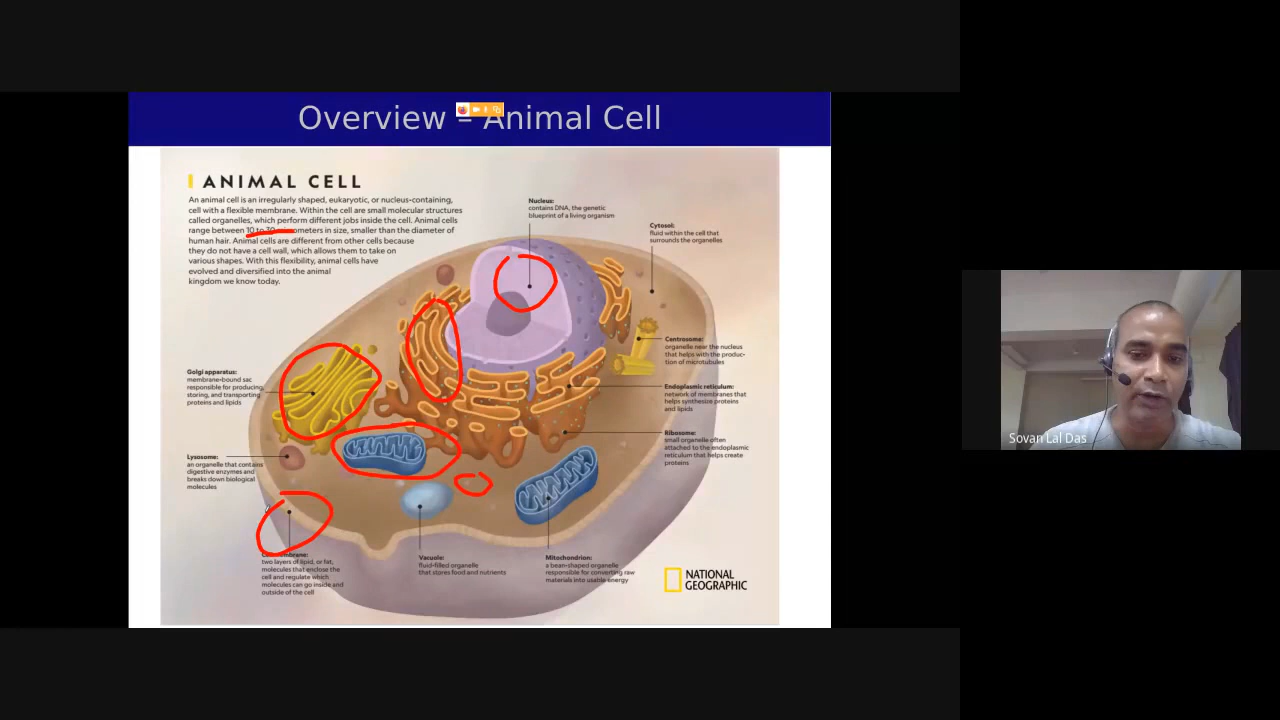 Overview – Animal Cell
ANIMAL CELL
An animal cell is an irregularly shaped, eukaryotic, or nucleus-containing,
cell with a flexible membrane. Within the cell are small molecular structures
called organelles, which perform different jobs inside the cell. Animal cells
range between 10 to 30 micrometers in size, smaller than the diameter of
human hair. Animal cells are different from other cells because
they do not have a cell wall, which allows them to take on
various shapes. With this flexibility, animal cells have
evolved and diversified into the animal
kingdom we know today.
Nucleus:
contains DNA, the genetic
blueprint of a living organism
Cytosol:
fluid within the cell that
surrounds the organelles
Centrosome:
organelle near the nucleus
that helps with the produc-
tion of microtubules
Golgi apparatus:
membrane-bound sac
responsible for producing,
storing, and transporting
proteins and lipids
Endoplasmic reticulum:
network of membranes that
helps synthesize proteins
and lipids
Ribosome:
small organelle often
attached to the endoplasmic
reticulum that helps create
proteins
Lysosome:
an organelle that contains
digestive enzymes and
breaks down biological
molecules
membrane:
two layers of lipid, or fat,
molecules that enclose the
cell and regulate which
molecules can go inside and
outside of the cell
Vacuole:
fluid-filled organelle
that stores food and nutrients
Mitochondrion:
a bean-shaped organelle
responsible for converting raw
materials into usable energy
NATIONAL
GEOGRAPHIC
Sovan Lal Das